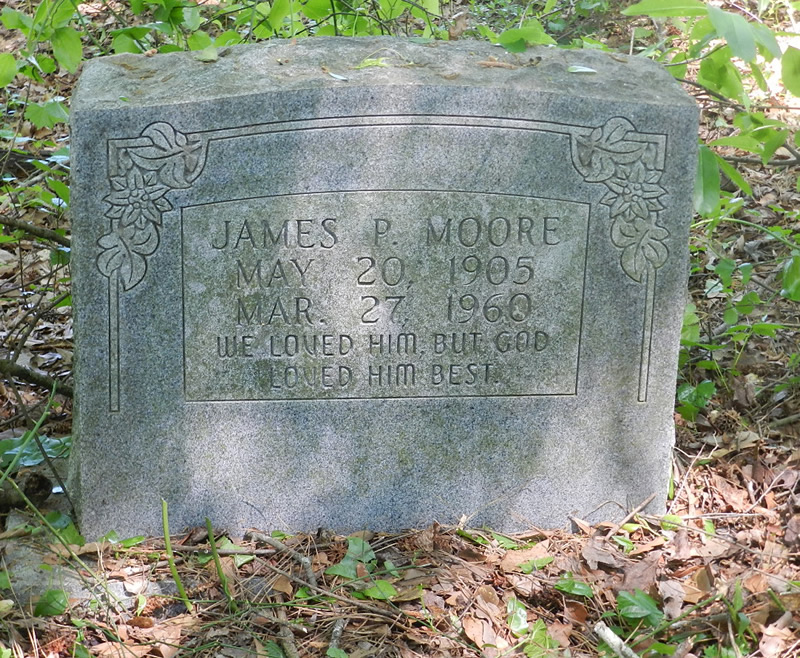 JAMES P. MOORE
MAY 20, 1905
MAR. 27, 1960
WE LOVED HIM, BUT GOD
LOVED HIM BEST.